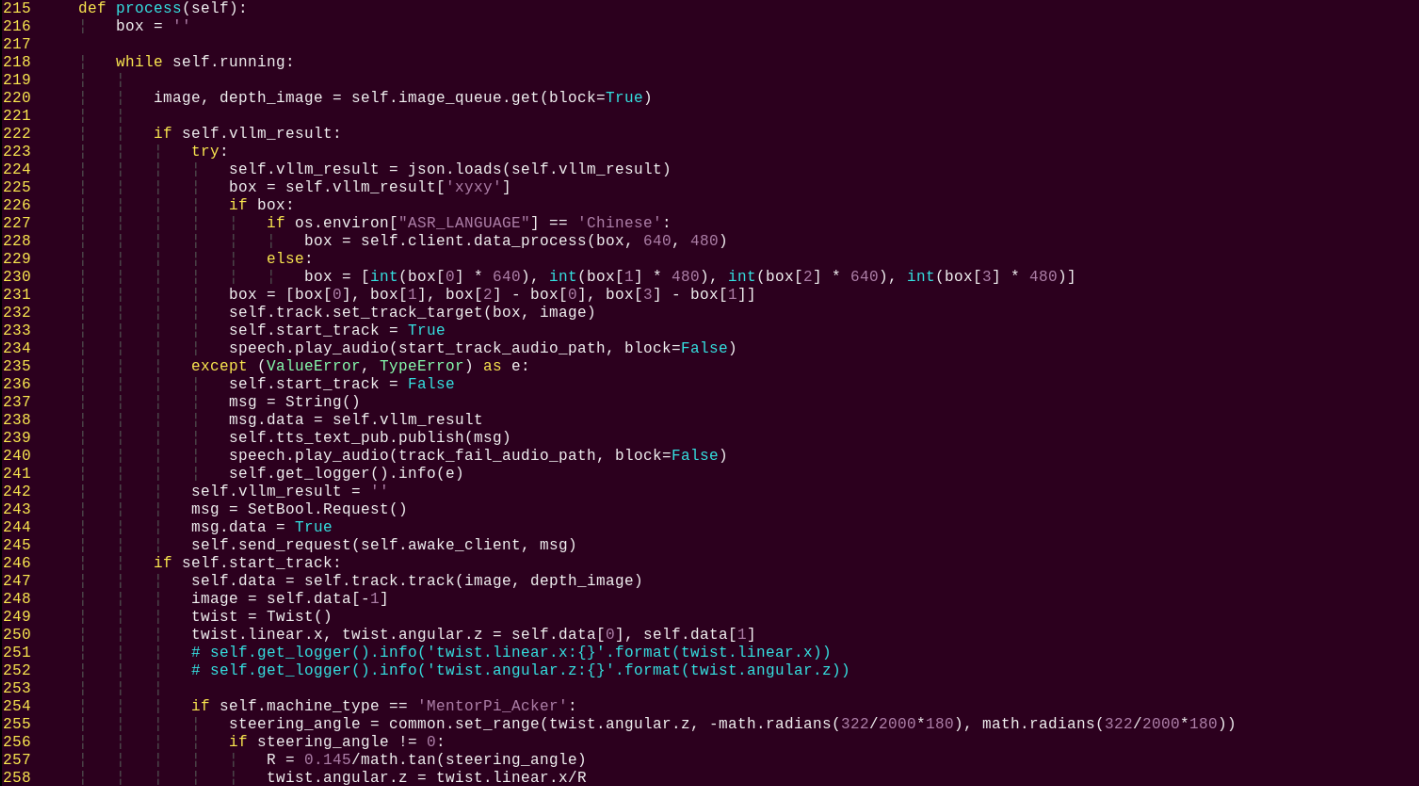 215     def process(self):
216         box = ''
217
218         while self.running:
219
220             image, depth_image = self.image_queue.get(block=True)
221
222             if self.vllm_result:
223                 try:
224                     self.vllm_result = json.loads(self.vllm_result)
225                     box = self.vllm_result['xyxy']
226                     if box:
227                         if os.environ["ASR_LANGUAGE"] == 'Chinese':
228                             box = self.client.data_process(box, 640, 480)
229                         else:
230                             box = [int(box[0] * 640), int(box[1] * 480), int(box[2] * 640), int(box[3] * 480)]
231                     box = [box[0], box[1], box[2] - box[0], box[3] - box[1]]
232                     self.track.set_track_target(box, image)
233                     self.start_track = True
234                     speech.play_audio(start_track_audio_path, block=False)
235                 except (ValueError, TypeError) as e:
236                     self.start_track = False
237                     msg = String()
238                     msg.data = self.vllm_result
239                     self.tts_text_pub.publish(msg)
240                     speech.play_audio(track_fail_audio_path, block=False)
241                     self.get_logger().info(e)
242                 self.vllm_result = ''
243                 msg = SetBool.Request()
244                 msg.data = True
245                 self.send_request(self.awake_client, msg)
246             if self.start_track:
247                 self.data = self.track.track(image, depth_image)
248                 image = self.data[-1]
249                 twist = Twist()
250                 twist.linear.x, twist.angular.z = self.data[0], self.data[1]
251                 # self.get_logger().info('twist.linear.x:{}'.format(twist.linear.x))
252                 # self.get_logger().info('twist.angular.z:{}'.format(twist.angular.z))
253
254                 if self.machine_type == 'MentorPi_Acker':
255                     steering_angle = common.set_range(twist.angular.z, -math.radians(322/2000*180), math.radians(322/2000*180))
256                     if steering_angle != 0:
257                         R = 0.145/math.tan(steering_angle)
258                         twist.angular.z = twist.linear.x/R